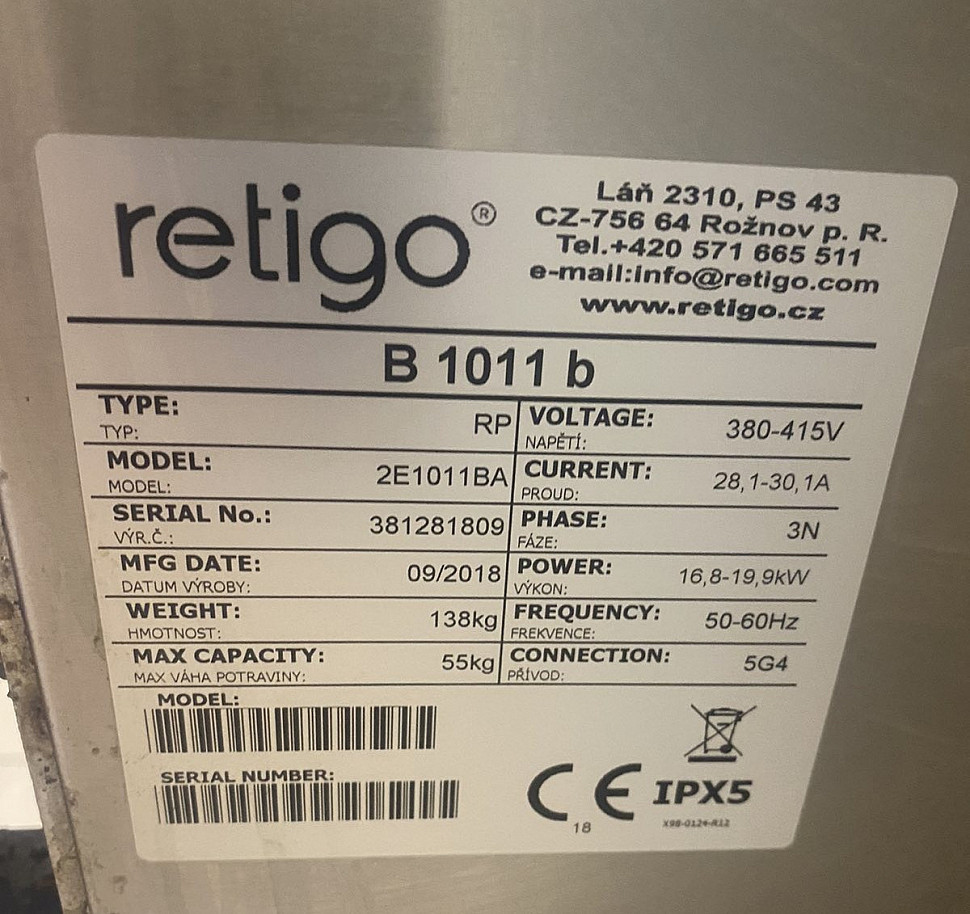 retigo®
Láň 2310, PS 43
CZ-756 64 Rožnov p. R.
Tel.+420 571 665 511
e-mail:info@retigo.com
www.retigo.cz
B 1011 b
TYPE: RP
TYP:
VOLTAGE: 380-415V
NAPĚTÍ:
MODEL: 2E1011BA
MODEL:
CURRENT: 28,1-30,1A
PROUD:
SERIAL No.: 381281809
VÝR.Č.:
PHASE: 3N
FÁZE:
MFG DATE: 09/2018
DATUM VÝROBY:
POWER: 16,8-19,9kW
VÝKON:
WEIGHT: 138kg
HMOTNOST:
FREQUENCY: 50-60Hz
FREKVENCE:
MAX CAPACITY: 55kg
MAX VÁHA POTRAVINY:
CONNECTION: 5G4
PŘÍVOD:
MODEL:
SERIAL NUMBER:
CE IPX5
18
X98-0124-R12